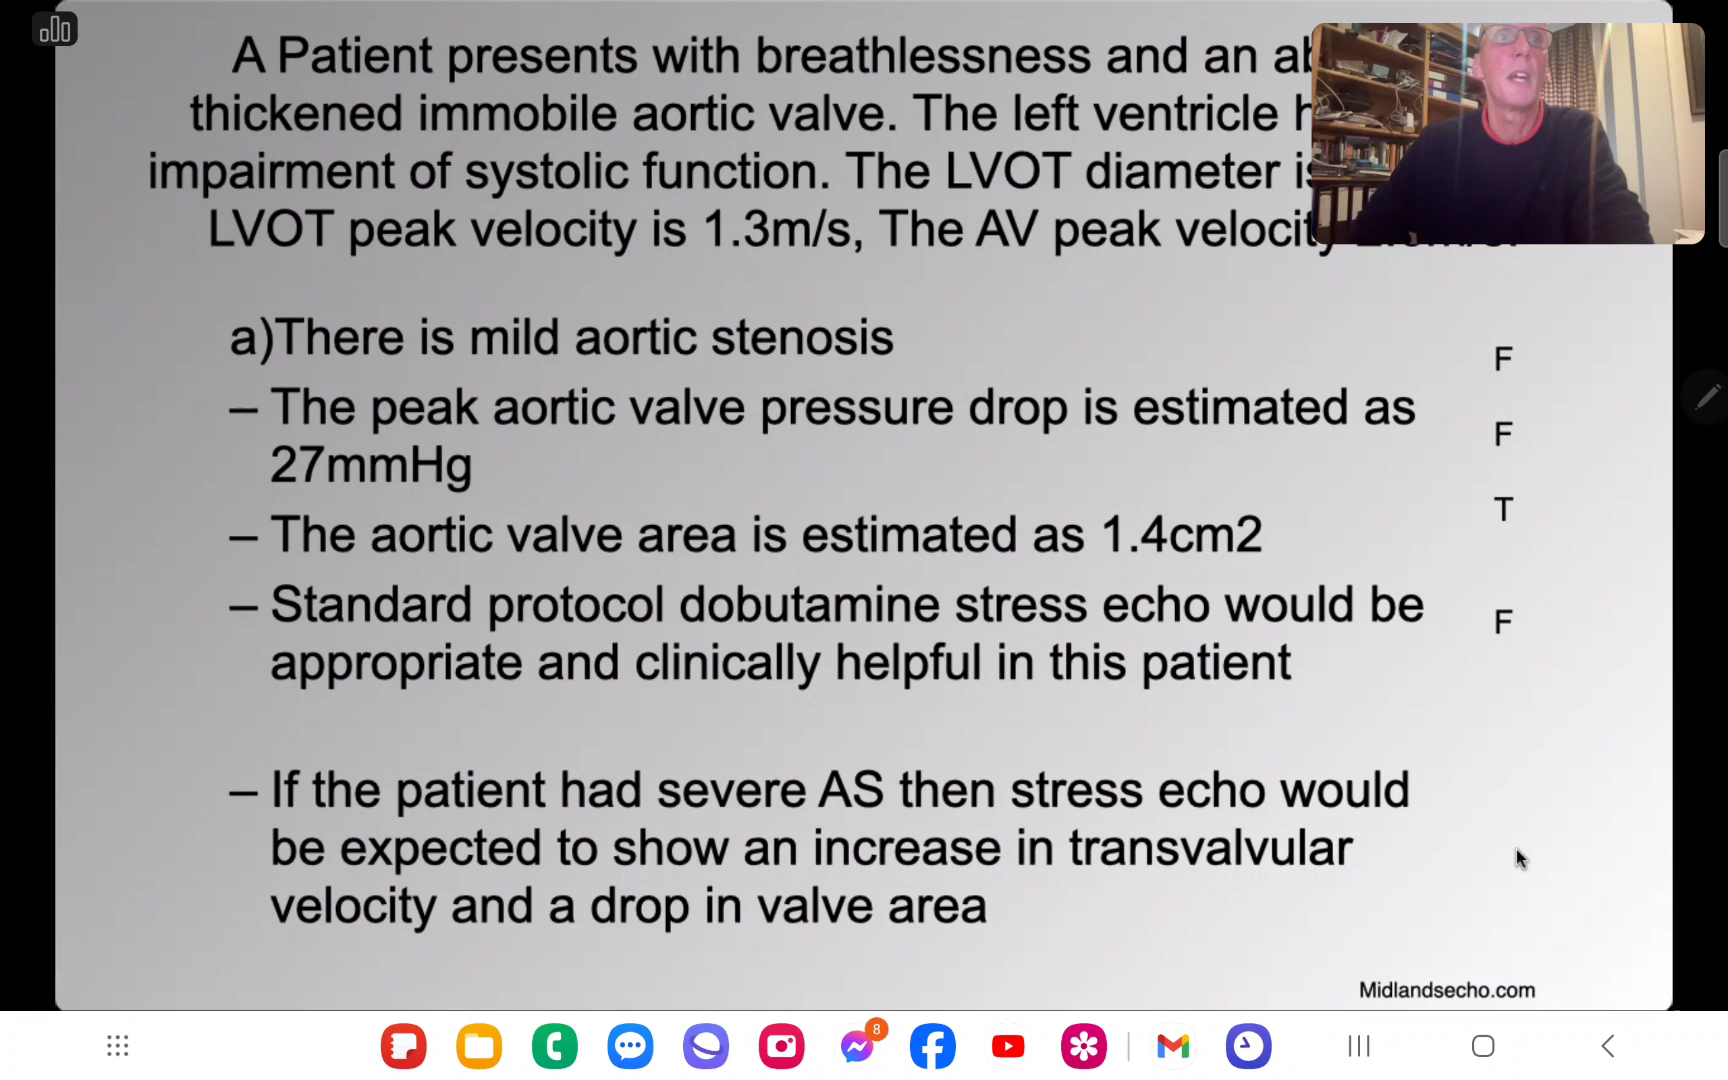 A Patient presents with breathlessness and an
thickened immobile aortic valve. The left ventricle
impairment of systolic function. The LVOT diameter
LVOT peak velocity is 1.3m/s, The AV peak velocity
a)There is mild aortic stenosis
F
– The peak aortic valve pressure drop is estimated as
27mmHg
F
– The aortic valve area is estimated as 1.4cm2
T
– Standard protocol dobutamine stress echo would be
appropriate and clinically helpful in this patient
F
– If the patient had severe AS then stress echo would
be expected to show an increase in transvalvular
velocity and a drop in valve area
Midlandsecho.com
8